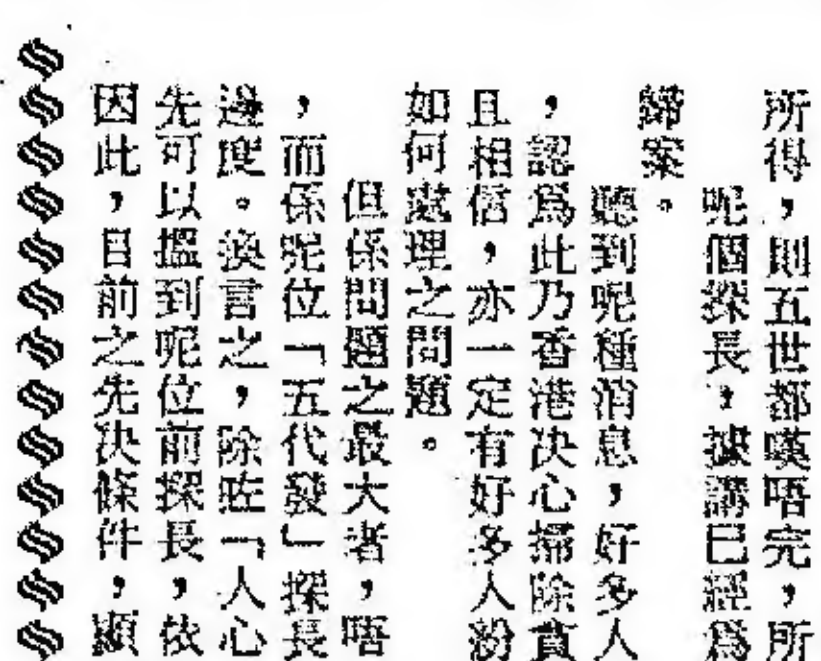 所得，則五世都嘆唔完，所
呢個探長，據講已經爲
歸案。
聽到呢種消息，好多人
，認爲此乃香港決心掃除貪
且相信，亦一定有好多人紛
如何處理之問題。
但係問題之最大者，唔
，而係呢位「五代發」探長
過度。換言之，除咗「人心
先可以搵到呢位前探長，依
因此，目前之先決條件，顯